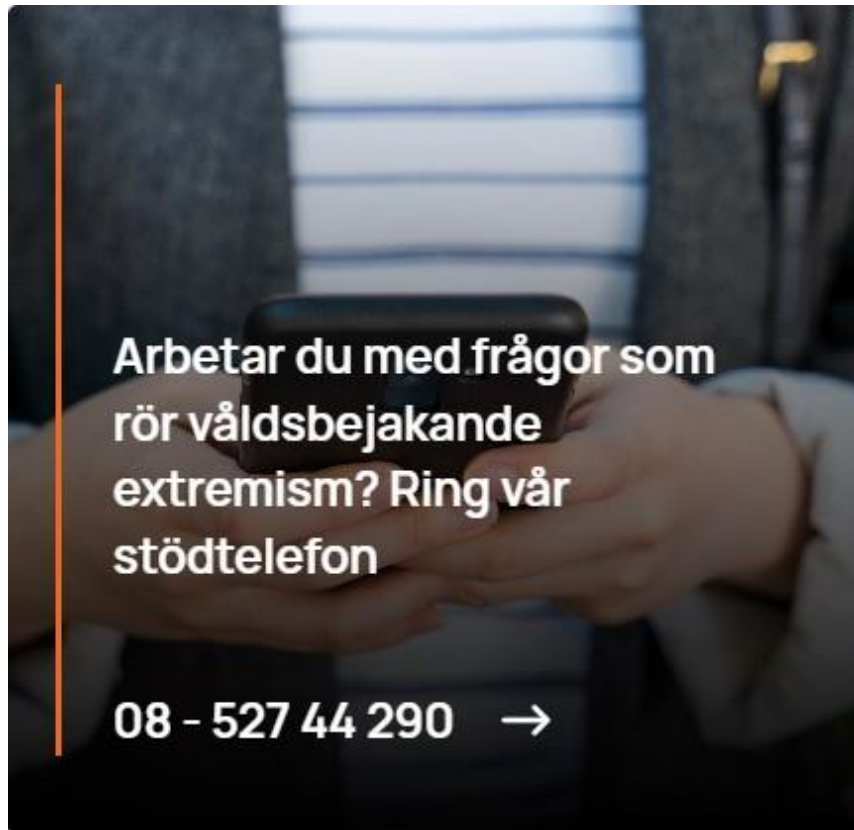 Arbetar du med frågor som
rör våldsbejakande
extremism? Ring vår
stödtelefon
08 - 527 44 290 →